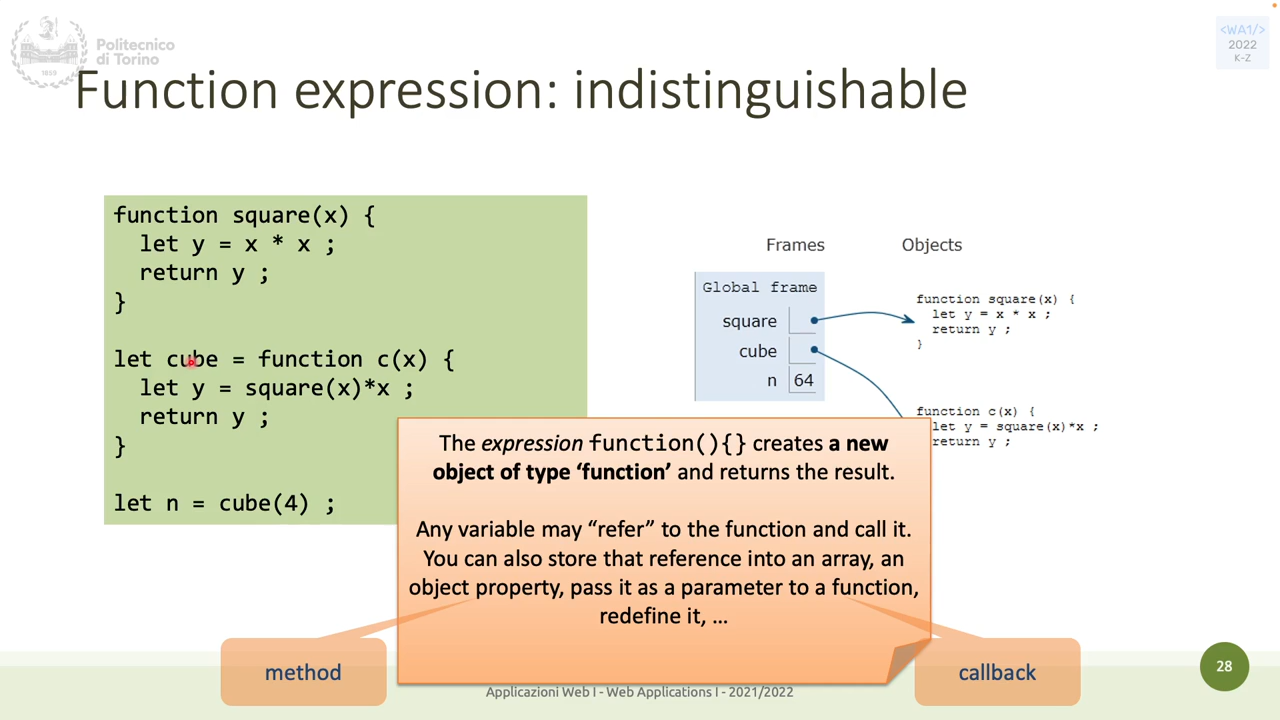 Politecnico
di Torino
1859
<WA1/>
2022
K-Z
Function expression: indistinguishable
function square(x) {
let y = x * x ;
return y ;
}
let cube = function c(x) {
let y = square(x)*x ;
return y ;
}
let n = cube(4) ;
Frames
Objects
Global frame
square
cube
n 64
function square(x) {
let y = x * x ;
return y ;
}
function c(x) {
let y = square(x)*x ;
return y ;
The expression function(){} creates a new
object of type ‘function’ and returns the result.
Any variable may “refer” to the function and call it.
You can also store that reference into an array, an
object property, pass it as a parameter to a function,
redefine it, …
method
callback
Applicazioni Web I - Web Applications I - 2021/2022
28